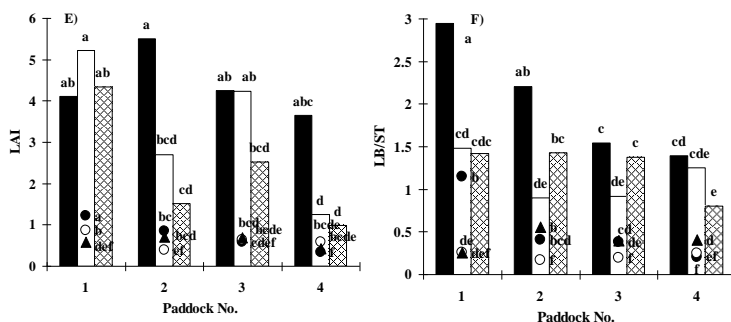 E)
a
6
5
4
3
2
1
0
LAI
ab a ab
ab ab
abc
bcd
cd
d d
a
b
def
bc
bcd
ef
bcd bcde
cdef
bcde
bcde
f
1 2 3 4
Paddock No.
F)
3
2.5
2
1.5
1
0.5
0
LB/ST
a
ab
cd cdc
bc
c
c
cd
cde
de
de
e
b
de
def
b
bcd
f
cd
de
f
d
ef
f
1 2 3 4
Paddock No.